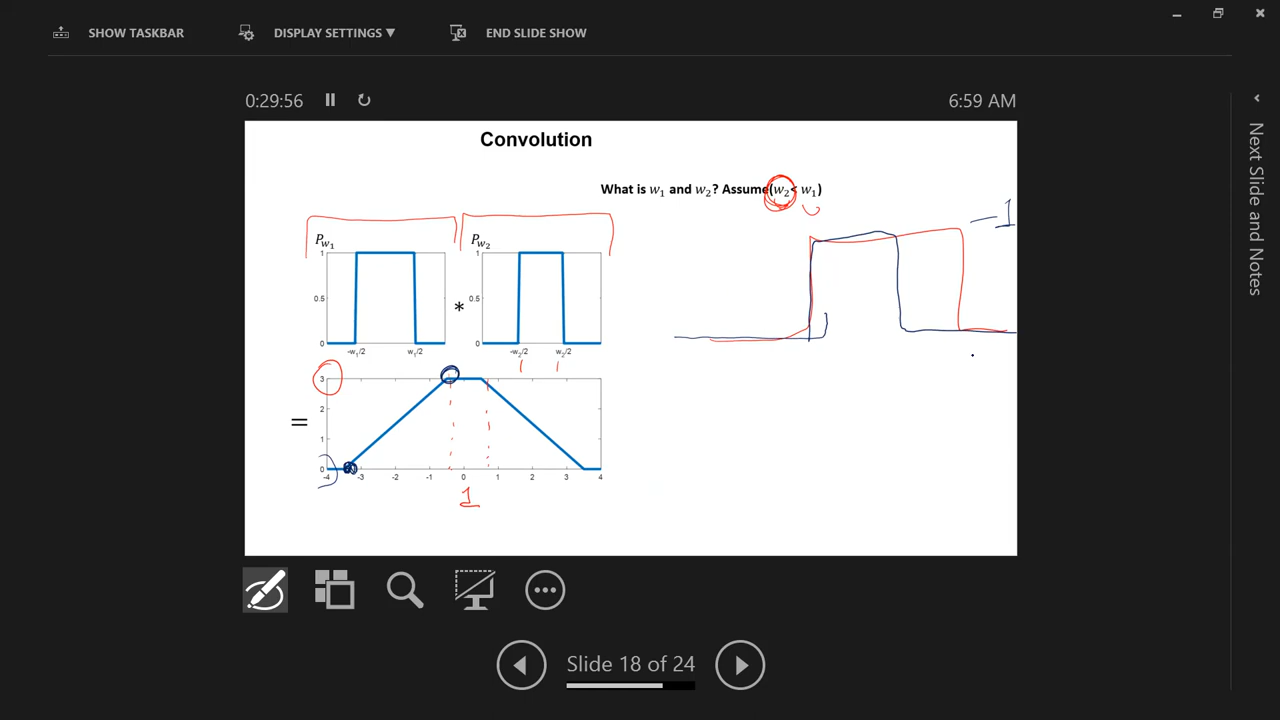 SHOW TASKBAR
DISPLAY SETTINGS ▼
END SLIDE SHOW
0:29:56
6:59 AM
Next Slide and Notes
Convolution
What is w₁ and w₂? Assume(w₂< w₁)
-1
P_w₁
1
0.5
0
-w₁/2 w₁/2
*
P_w₂
1
0.5
0
-w₂/2 w₂/2
=
3
2
1
0
-4 -3 -2 -1 0 1 2 3 4
1
Slide 18 of 24